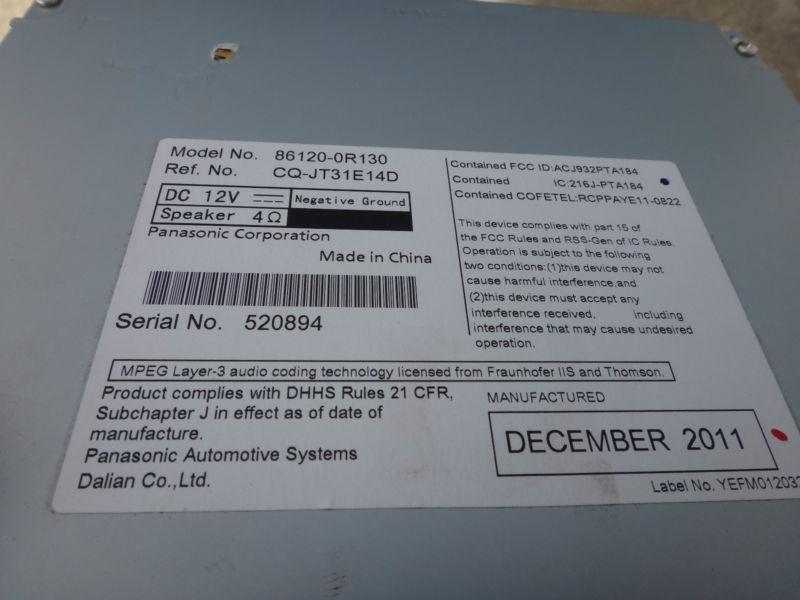 Model No. 86120-0R130
Ref. No. CQ-JT31E14D
DC 12V Negative Ground
Speaker 4Ω
Panasonic Corporation
Made in China
Serial No. 520894
Contained FCC ID:ACJ932PTA184
Contained IC:216J-PTA184
Contained COFETEL:RCPPAYE11-0822
This device complies with part 15 of
the FCC Rules and RSS-Gen of IC Rules.
Operation is subject to the following
two conditions:(1)this device may not
cause harmful interference,and
(2)this device must accept any
interference received, including
interference that may cause undesired
operation.
MPEG Layer-3 audio coding technology licensed from Fraunhofer IIS and Thomson.
Product complies with DHHS Rules 21 CFR,
Subchapter J in effect as of date of
manufacture.
Panasonic Automotive Systems
Dalian Co.,Ltd.
MANUFACTURED
DECEMBER 2011
Label No. YEFM012032